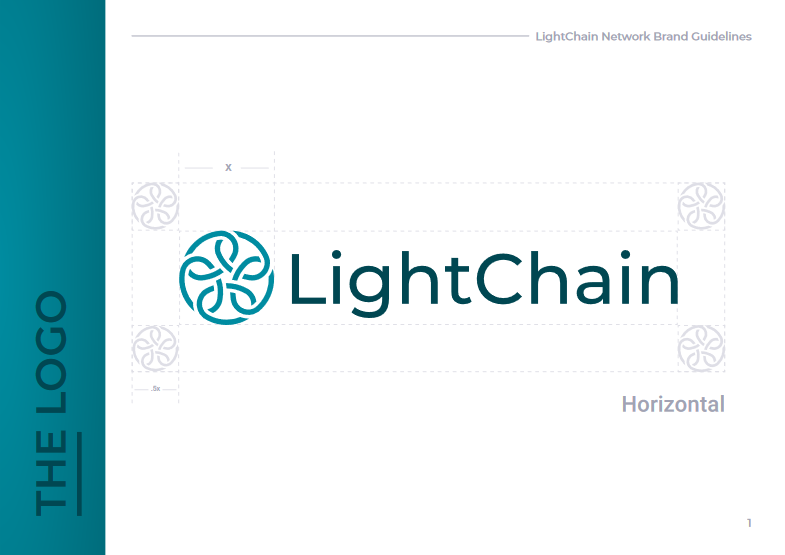 LightChain Network Brand Guidelines
x
LightChain
.5x
Horizontal
THE LOGO
1